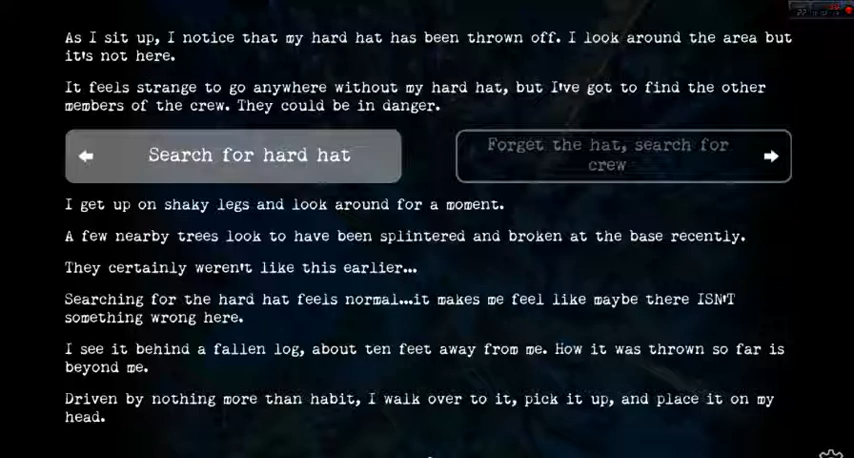 As I sit up, I notice that my hard hat has been thrown off. I look around the area but
it's not here.
It feels strange to go anywhere without my hard hat, but I've got to find the other
members of the crew. They could be in danger.
Search for hard hat
Forget the hat, search for
crew
I get up on shaky legs and look around for a moment.
A few nearby trees look to have been splintered and broken at the base recently.
They certainly weren't like this earlier...
Searching for the hard hat feels normal...it makes me feel like maybe there ISN'T
something wrong here.
I see it behind a fallen log, about ten feet away from me. How it was thrown so far is
beyond me.
Driven by nothing more than habit, I walk over to it, pick it up, and place it on my
head.